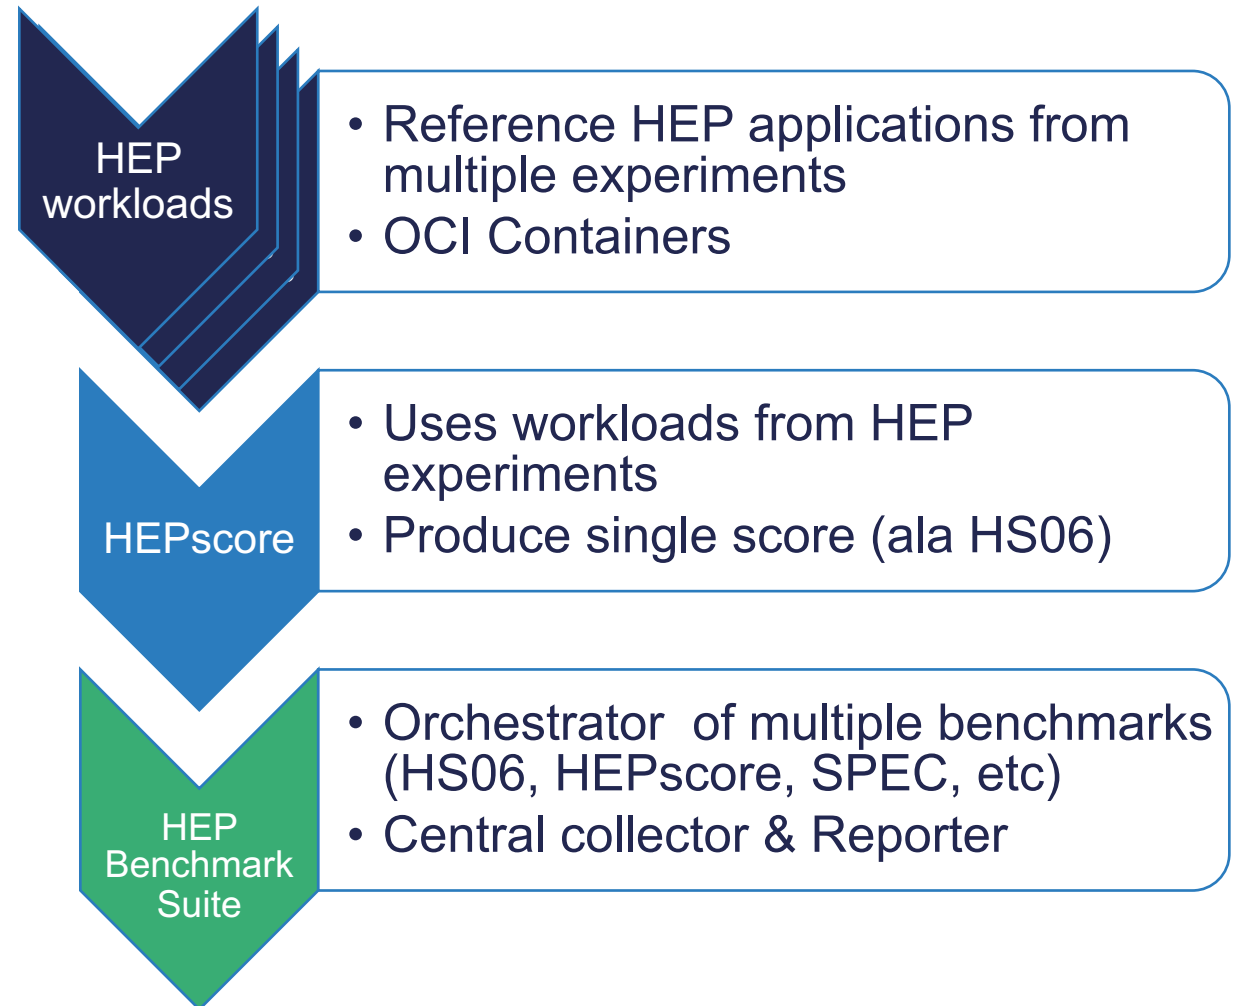 HEP
workloads
• Reference HEP applications from
multiple experiments
• OCI Containers
HEPscore
• Uses workloads from HEP
experiments
• Produce single score (ala HS06)
HEP
Benchmark
Suite
• Orchestrator  of multiple benchmarks
(HS06, HEPscore, SPEC, etc)
• Central collector & Reporter